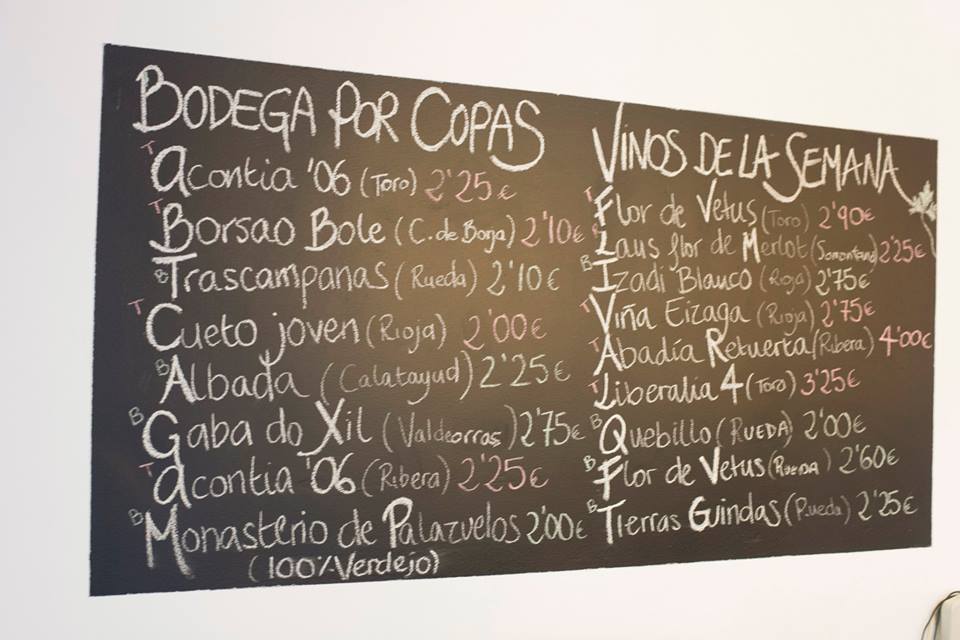 BODEGA POR COPAS
T Acontia '06 (Toro) 2'25€
T Borsao Bole (C. de Borja) 2'10€
B Trascampanas (Rueda) 2'10€
T Cueto joven (Rioja) 2'00€
B Albada (Calatayud) 2'25€
B Gaba do Xil (Valdeorras) 2'75€
T acontia '06 (Ribera) 2'25€
B Monasterio de Palazuelos 2'00€
(100% Verdejo)
VINOS DE LA SEMANA
T Flor de Vetus (Toro) 2'90€
Laus flor de Merlot (Somontano) 2'25€
B Izadi Blanco (Rioja) 2'75€
T Viña Eizaga (Rioja) 2'75€
T Abadía Retuerta (Ribera) 4'00€
T Liberalia 4 (Toro) 3'25€
B Quebillo (RUEDA) 2'00€
B Flor de Vetus (RUEDA) 2'60€
B Tierras Guindas (Rueda) 2'25€